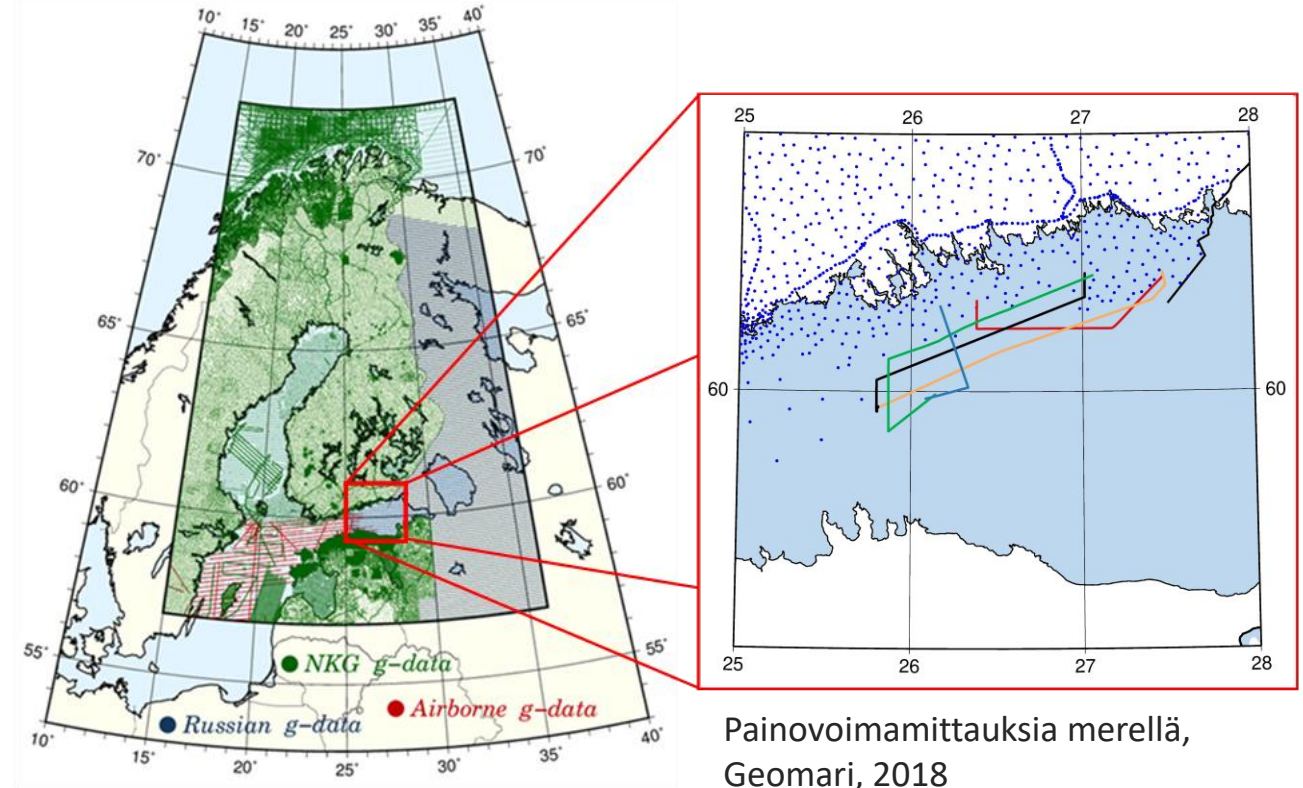 10° 15° 20° 25° 30° 35° 40°
70° 70°
65° 65°
60° 60°
55° 55°
NKG g-data
Airborne g-data
Russian g-data
10° 15° 20° 25° 30° 35° 40°
25 26 27 28
60 60
25 26 27 28
Painovoimamittauksia merellä,
Geomari, 2018